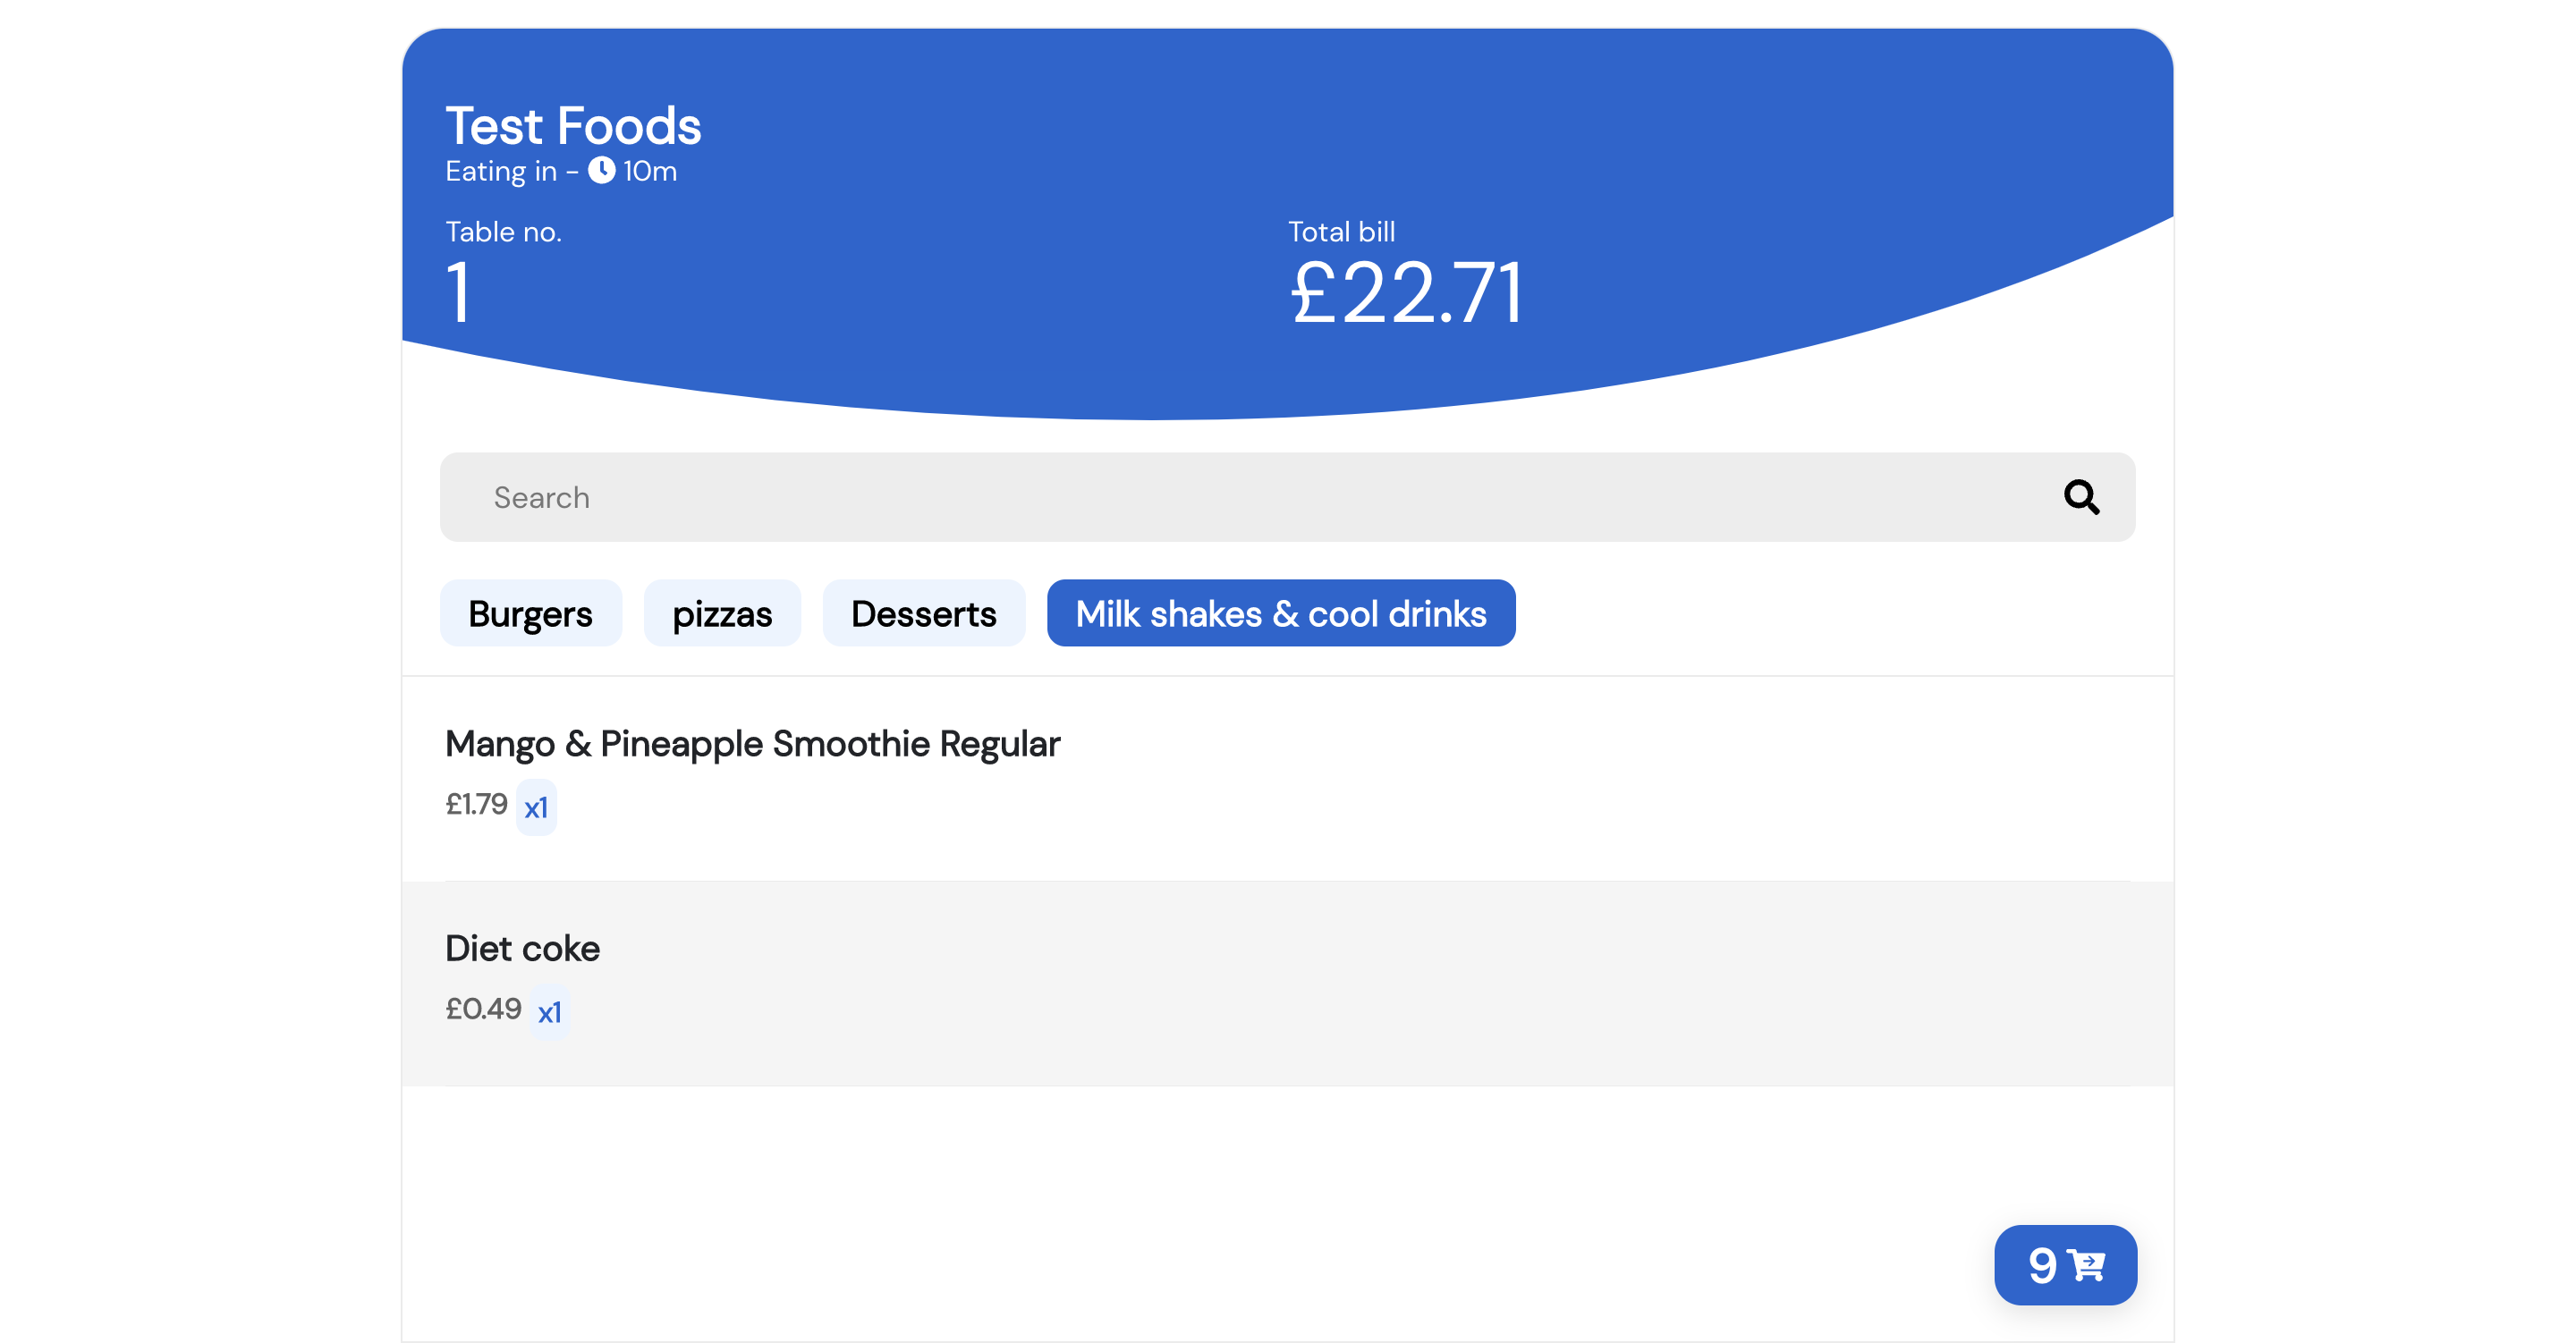 Test Foods
Eating in - 10m
Table no.
1
Total bill
£22.71
Search
Burgers
pizzas
Desserts
Milk shakes & cool drinks
Mango & Pineapple Smoothie Regular
£1.79 x1
Diet coke
£0.49 x1
9